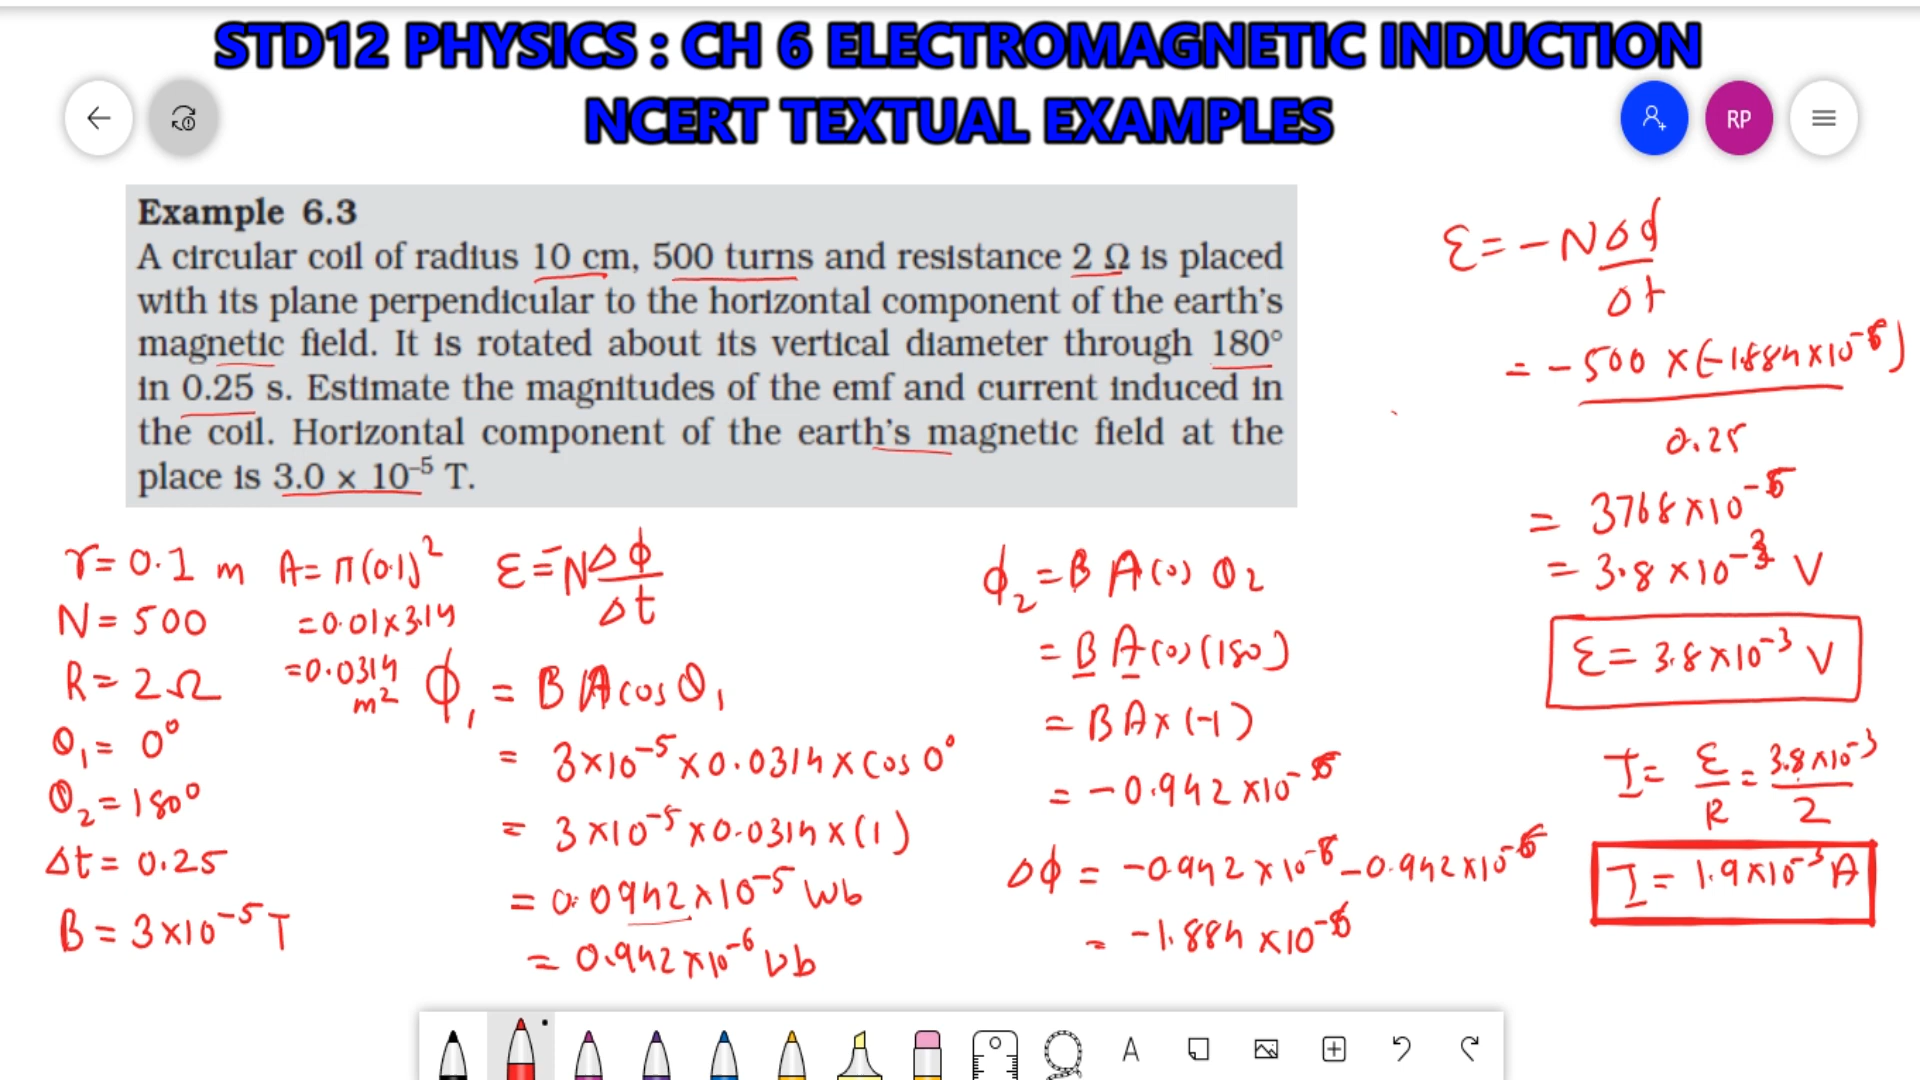 STD12 PHYSICS : CH 6 ELECTROMAGNETIC INDUCTION
NCERT TEXTUAL EXAMPLES
RP
Example 6.3
A circular coil of radius 10 cm, 500 turns and resistance 2 Ω is placed
with its plane perpendicular to the horizontal component of the earth's
magnetic field. It is rotated about its vertical diameter through 180°
in 0.25 s. Estimate the magnitudes of the emf and current induced in
the coil. Horizontal component of the earth's magnetic field at the
place is 3.0 × 10⁻⁵ T.
r = 0.1 m
N = 500
R = 2Ω
θ₁ = 0°
θ₂ = 180°
Δt = 0.25
B = 3×10⁻⁵ T
A = π(0.1)²
= 0.01×3.14
= 0.0314
m²
ε = -N Δϕ/Δt
ϕ₁ = B A cos θ₁
= 3×10⁻⁵ × 0.0314 × cos 0°
= 3×10⁻⁵ × 0.0314 × (1)
= 0.0942×10⁻⁵ Wb
= 0.942×10⁻⁶ Wb
ϕ₂ = B A cos θ₂
= B A cos(180)
= B A × (-1)
= -0.942×10⁻⁶
Δϕ = -0.942×10⁻⁶ - 0.942×10⁻⁶
= -1.884×10⁻⁶
ε = -N Δϕ/Δt
= -500 × (-1.884×10⁻⁶)
0.25
= 3768×10⁻⁶
= 3.8×10⁻³ V
ε = 3.8×10⁻³ V
I = ε/R = 3.8×10⁻³/2
I = 1.9×10⁻³ A
A